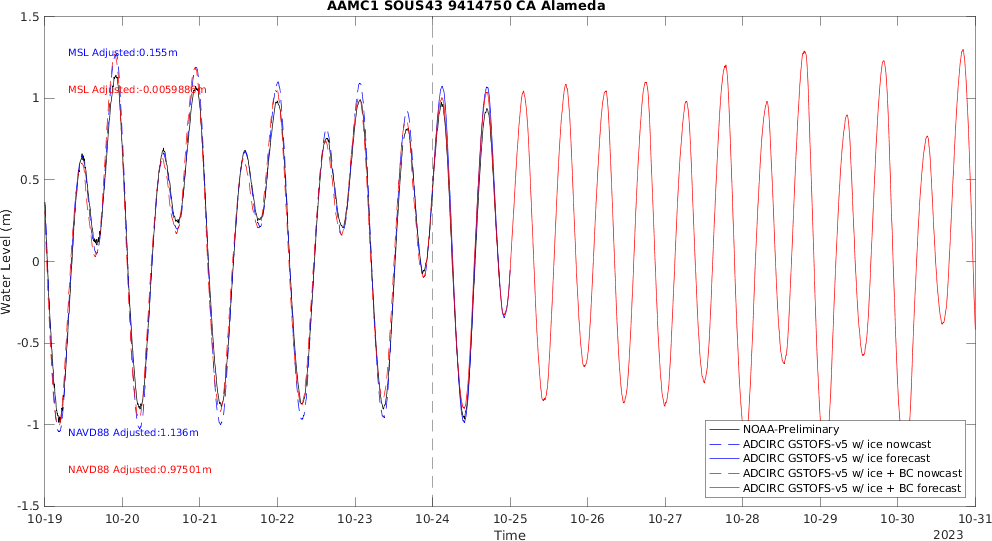 AAMC1 SOUS43 9414750 CA Alameda
1.5
1
0.5
0
-0.5
-1
-1.5
Water Level (m)
MSL Adjusted:0.155m
MSL Adjusted:-0.0059886m
NAVD88 Adjusted:1.136m
NAVD88 Adjusted:0.97501m
NOAA-Preliminary
ADCIRC GSTOFS-v5 w/ ice nowcast
ADCIRC GSTOFS-v5 w/ ice forecast
ADCIRC GSTOFS-v5 w/ ice + BC nowcast
ADCIRC GSTOFS-v5 w/ ice + BC forecast
10-19 10-20 10-21 10-22 10-23 10-24 10-25 10-26 10-27 10-28 10-29 10-30 10-31
Time
2023